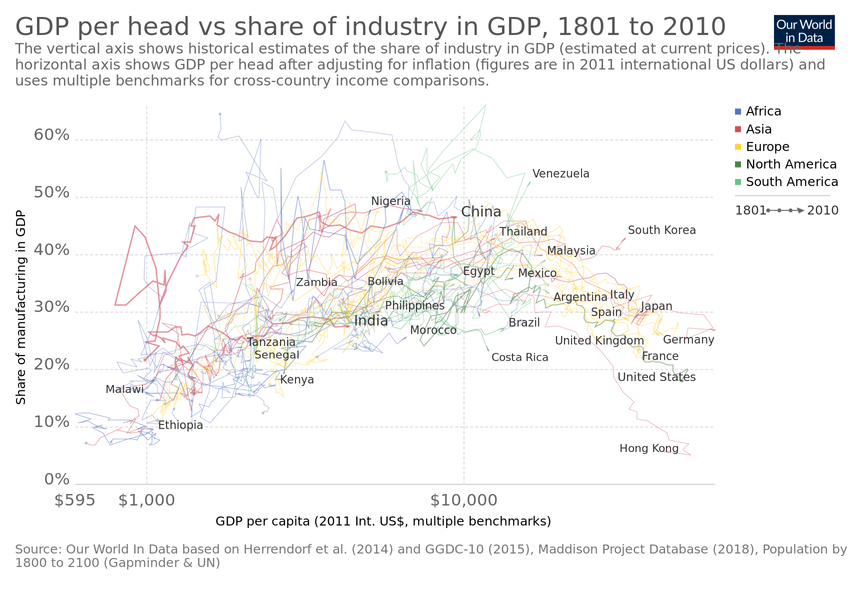 GDP per head vs share of industry in GDP, 1801 to 2010
Our World
in Data
The vertical axis shows historical estimates of the share of industry in GDP (estimated at current prices). The
horizontal axis shows GDP per head after adjusting for inflation (figures are in 2011 international US dollars) and
uses multiple benchmarks for cross-country income comparisons.
Africa
Asia
Europe
North America
South America
1801 2010
Share of manufacturing in GDP
60%
50%
40%
30%
20%
10%
0%
Venezuela
Nigeria
China
South Korea
Thailand
Malaysia
Egypt
Mexico
Zambia
Bolivia
Argentina
Italy
Philippines
Japan
Spain
India
Brazil
Morocco
Tanzania
United Kingdom
Germany
Senegal
Costa Rica
France
Kenya
United States
Malawi
Ethiopia
Hong Kong
$595
$1,000
$10,000
GDP per capita (2011 Int. US$, multiple benchmarks)
Source: Our World In Data based on Herrendorf et al. (2014) and GGDC-10 (2015), Maddison Project Database (2018), Population by
1800 to 2100 (Gapminder & UN)